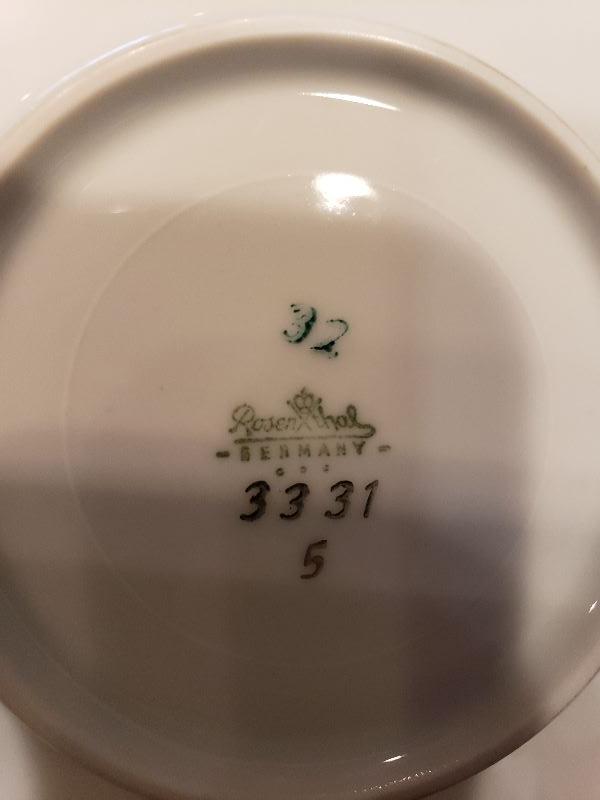 32
Rosenthal
- GERMANY -
3331
5